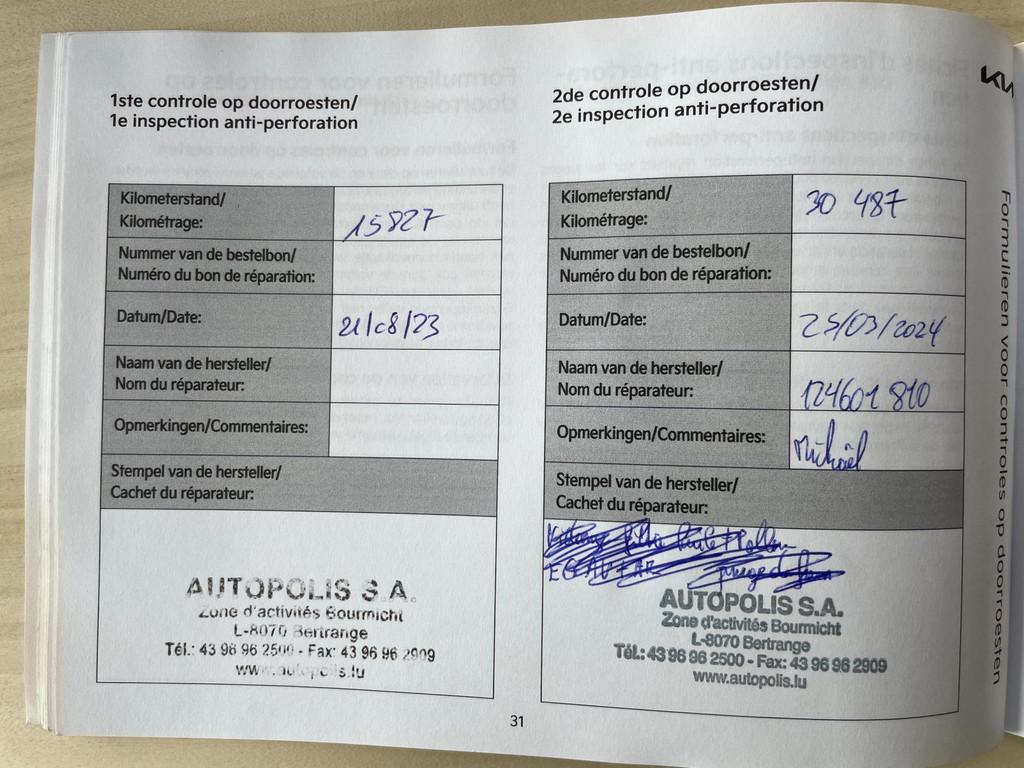 1ste controle op doorroesten/
1e inspection anti-perforation
Kilometerstand/
Kilométrage:
15827
Nummer van de bestelbon/
Numéro du bon de réparation:
Datum/Date:
21/08/23
Naam van de hersteller/
Nom du réparateur:
Opmerkingen/Commentaires:
Stempel van de hersteller/
Cachet du réparateur:
AUTOPOLIS S.A.
Zone d'activités Bourmicht
L-8070 Bertrange
Tél.: 43 96 96 2500 - Fax: 43 96 96 2909
www.autopolis.lu
31
2de controle op doorroesten/
2e inspection anti-perforation
Kilometerstand/
Kilométrage:
30 487
Nummer van de bestelbon/
Numéro du bon de réparation:
Datum/Date:
25/03/2024
Naam van de hersteller/
Nom du réparateur:
124601 810
Opmerkingen/Commentaires:
Michaël
Stempel van de hersteller/
Cachet du réparateur:
AUTOPOLIS S.A.
Zone d'activités Bourmicht
L-8070 Bertrange
Tél.: 43 96 96 2500 - Fax: 43 96 96 2909
www.autopolis.lu
KIA
Formulieren voor controles op doorroesten